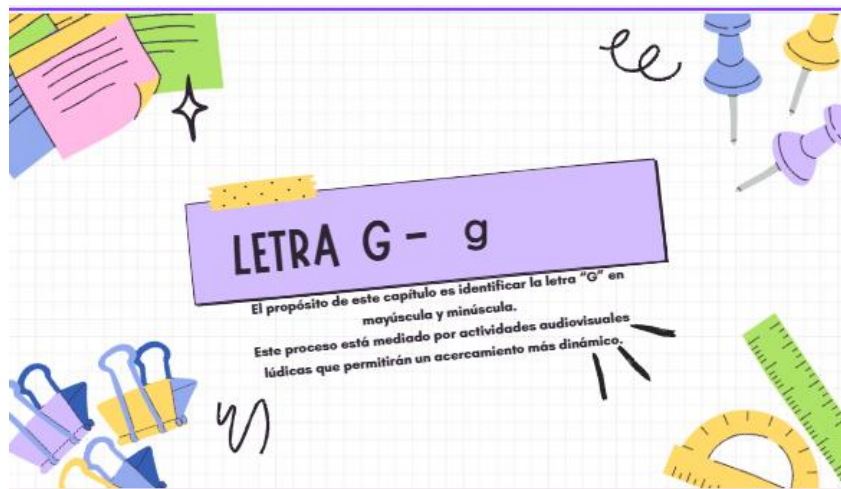 LETRA G - g
El propósito de este capítulo es identificar la letra “G” en
mayúscula y minúscula.
Este proceso está mediado por actividades audiovisuales
lúdicas que permitirán un acercamiento más dinámico.